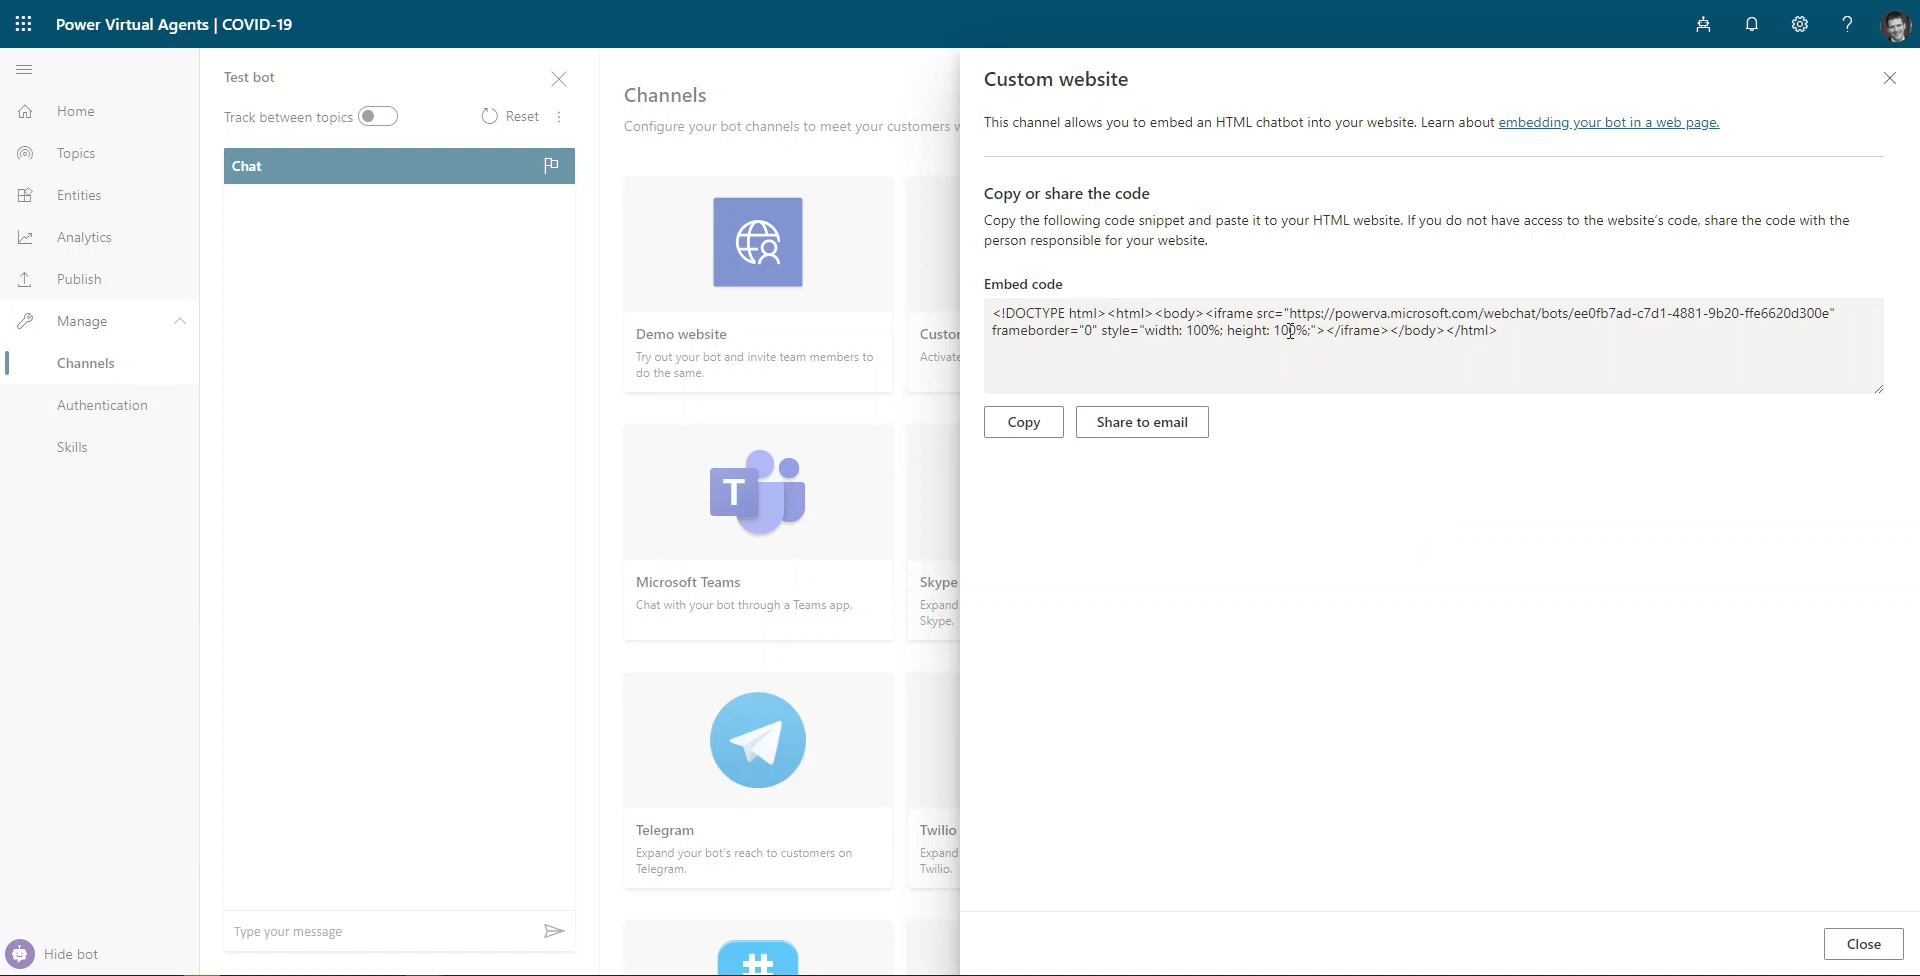 Power Virtual Agents | COVID-19
Home
Topics
Entities
Analytics
Publish
Manage
Channels
Authentication
Skills
Hide bot
Test bot
Track between topics
Reset
Chat
Type your message
Channels
Configure your bot channels to meet your customers w
Demo website
Try out your bot and invite team members to
do the same.
Custor
Activate
T
Microsoft Teams
Chat with your bot through a Teams app.
Skype
Expand
Skype.
Telegram
Expand your bot's reach to customers on
Telegram.
Twilio
Expand
Twilio.
#
Custom website
This channel allows you to embed an HTML chatbot into your website. Learn about embedding your bot in a web page.
Copy or share the code
Copy the following code snippet and paste it to your HTML website. If you do not have access to the website's code, share the code with the
person responsible for your website.
Embed code
<!DOCTYPE html><html><body><iframe src="https://powerva.microsoft.com/webchat/bots/ee0fb7ad-c7d1-4881-9b20-ffe6620d300e"
frameborder="0" style="width: 100%; height: 100%;"></iframe></body></html>
Copy
Share to email
Close